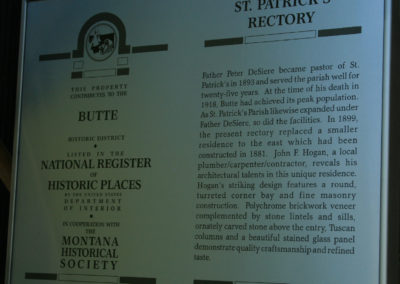 THIS PROPERTY
CONTRIBUTES TO THE
BUTTE
HISTORIC DISTRICT
LISTED IN THE
NATIONAL REGISTER
OF
HISTORIC PLACES
BY THE UNITED STATES
DEPARTMENT
OF INTERIOR
IN COOPERATION WITH THE
MONTANA
HISTORICAL
SOCIETY
ST. PATRICK'S
RECTORY
Father Peter DeSiere became pastor of St.
Patrick's in 1893 and served the parish well for
twenty-five years. At the time of his death in
1918, Butte had achieved its peak population.
As St. Patrick's Parish likewise expanded under
Father DeSiere, so did the facilities. In 1899,
the present rectory replaced a smaller
residence to the east which had been
constructed in 1881. John F. Hogan, a local
plumber/carpenter/contractor, reveals his
architectural talents in this unique residence.
Hogan's striking design features a round,
turreted corner bay and fine masonry
construction. Polychrome brickwork veneer
complemented by stone lintels and sills,
ornately carved stone above the entry, Tuscan
columns and a beautiful stained glass panel
demonstrate quality craftsmanship and refined
taste.